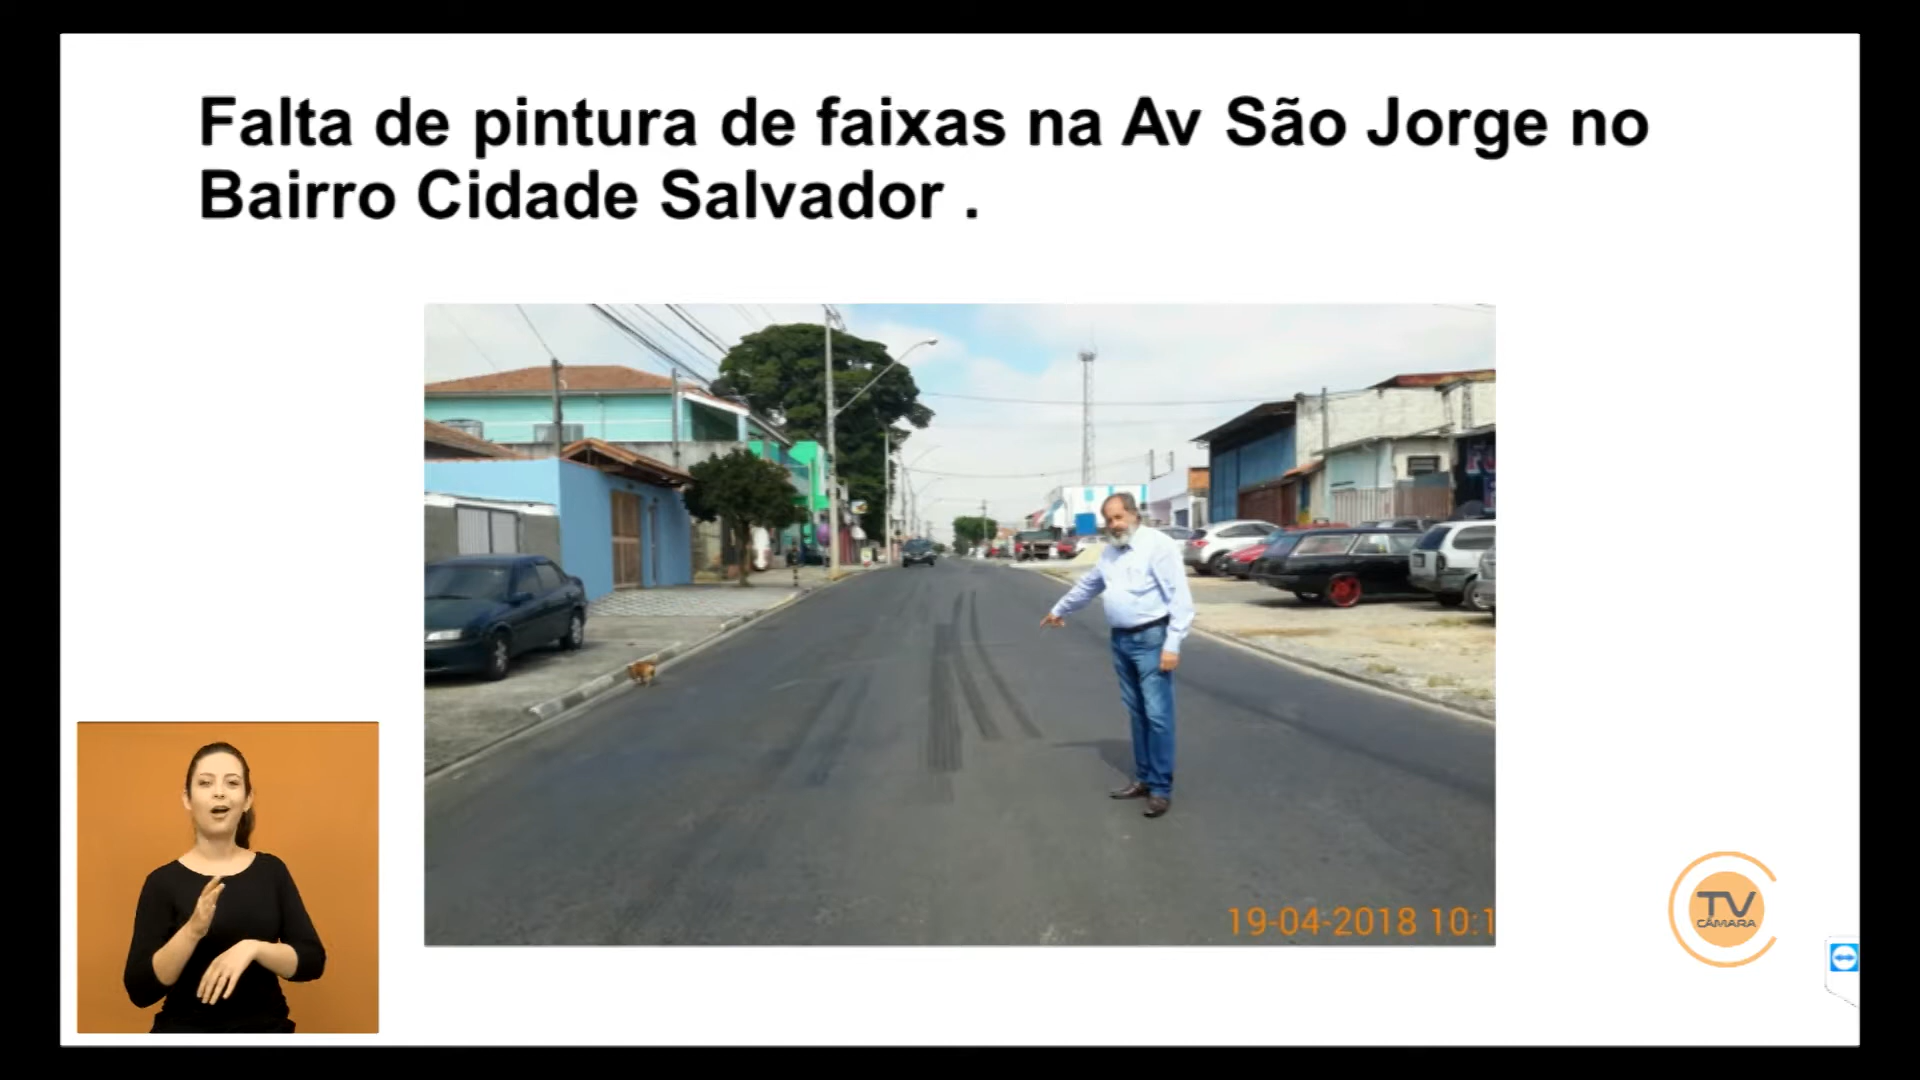 Falta de pintura de faixas na Av São Jorge no
Bairro Cidade Salvador .
19-04-2018 10:1
TV
CÂMARA